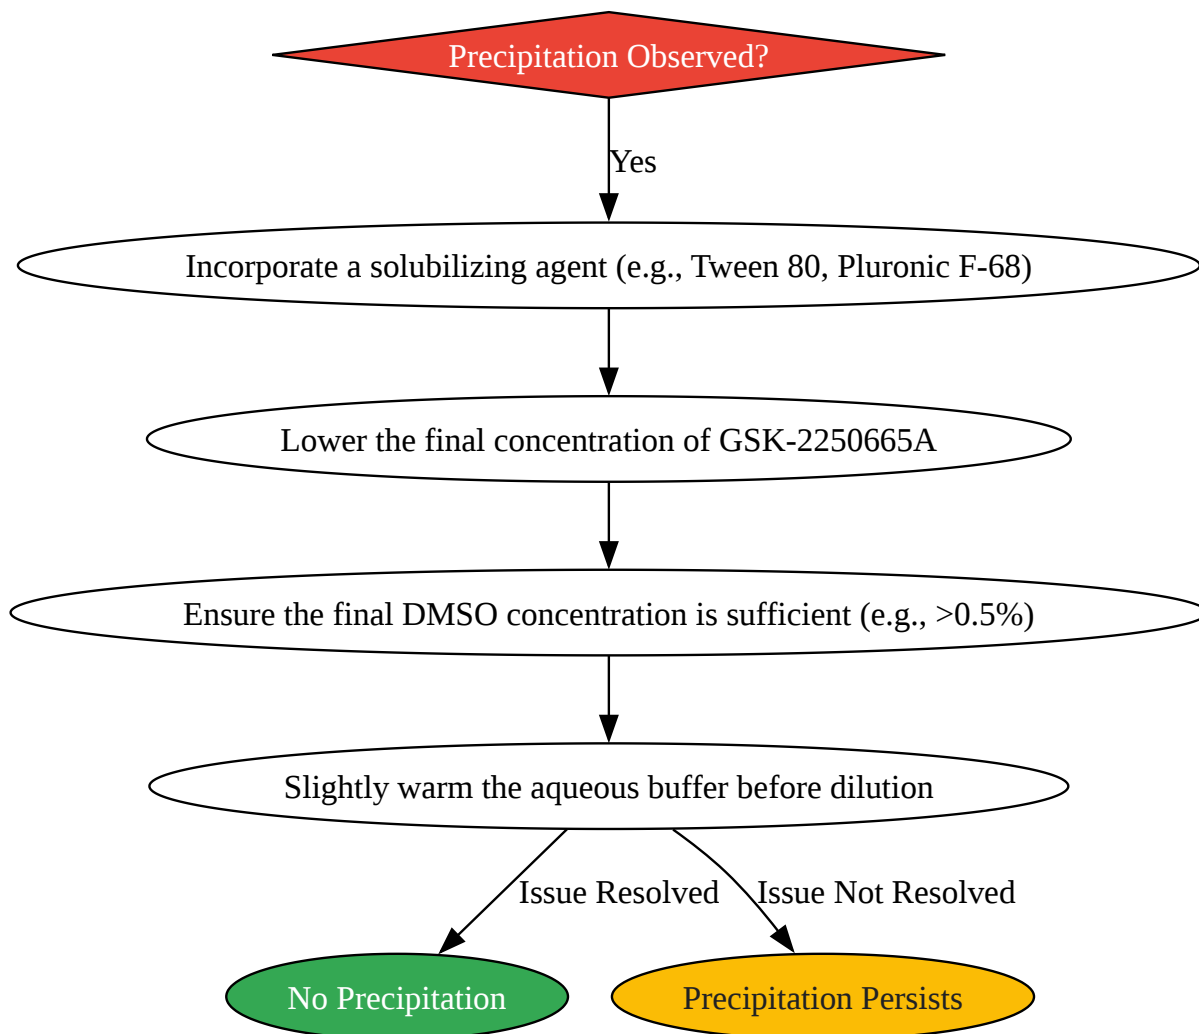 Precipitation Observed?
Yes
Incorporate a solubilizing agent (e.g., Tween 80, Pluronic F-68)
Lower the final concentration of GSK-2250665A
Ensure the final DMSO concentration is sufficient (e.g., >0.5%)
Slightly warm the aqueous buffer before dilution
Issue Resolved
Issue Not Resolved
No Precipitation
Precipitation Persists